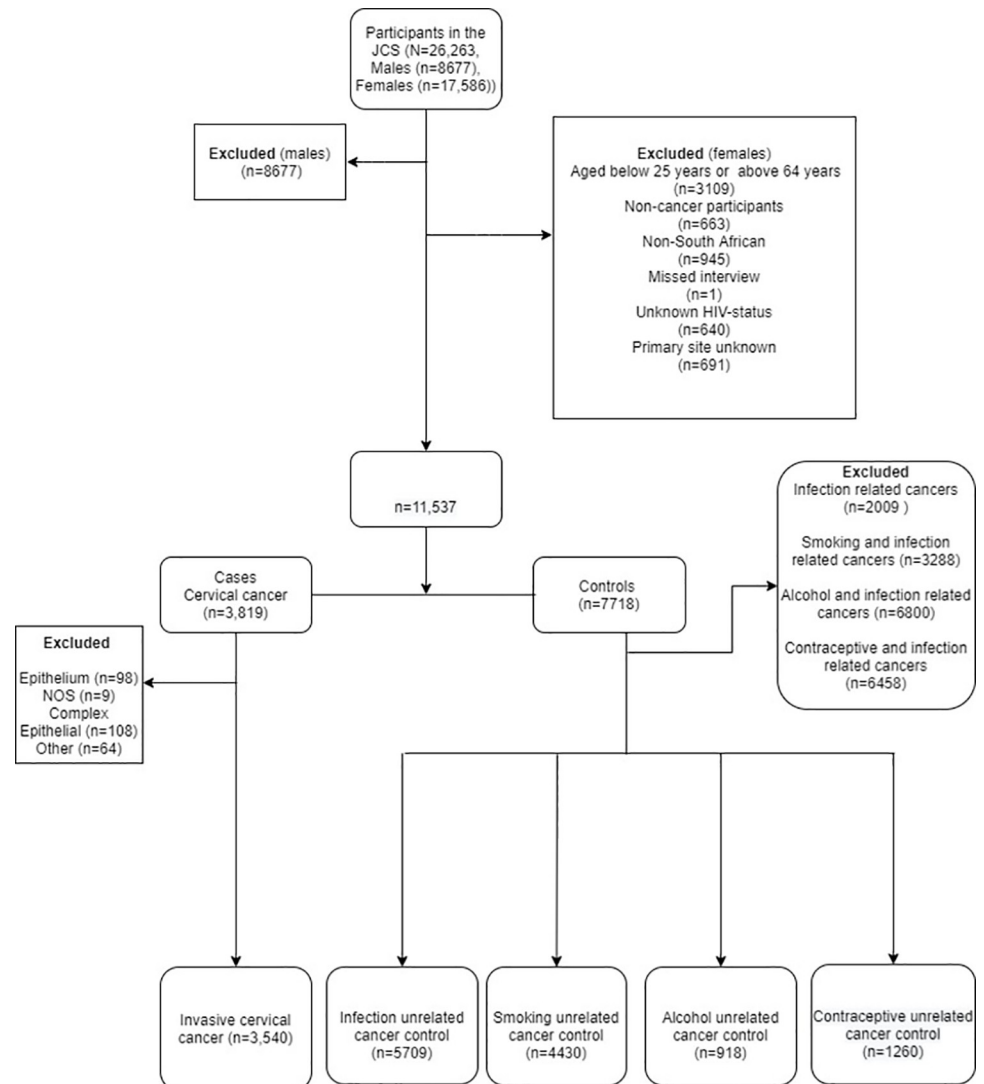 Participants in the
JCS (N=26,263,
Males (n=8677),
Females (n=17,586))
Excluded (males)
(n=8677)
Excluded (females)
Aged below 25 years or above 64 years
(n=3109)
Non-cancer participants
(n=663)
Non-South African
(n=945)
Missed interview
(n=1)
Unknown HIV-status
(n=640)
Primary site unknown
(n=691)
n=11,537
Excluded
Infection related cancers
(n=2009 )
Smoking and infection
related cancers (n=3288)
Alcohol and infection related
cancers (n=6800)
Contraceptive and infection
related cancers
(n=6458)
Cases
Cervical cancer
(n=3,819)
Controls
(n=7718)
Excluded
Epithelium (n=98)
NOS (n=9)
Complex
Epithelial (n=108)
Other (n=64)
Invasive cervical
cancer (n=3,540)
Infection unrelated
cancer control
(n=5709)
Smoking unrelated
cancer control
(n=4430)
Alcohol unrelated
cancer control
(n=918)
Contraceptive unrelated
cancer control
(n=1260)